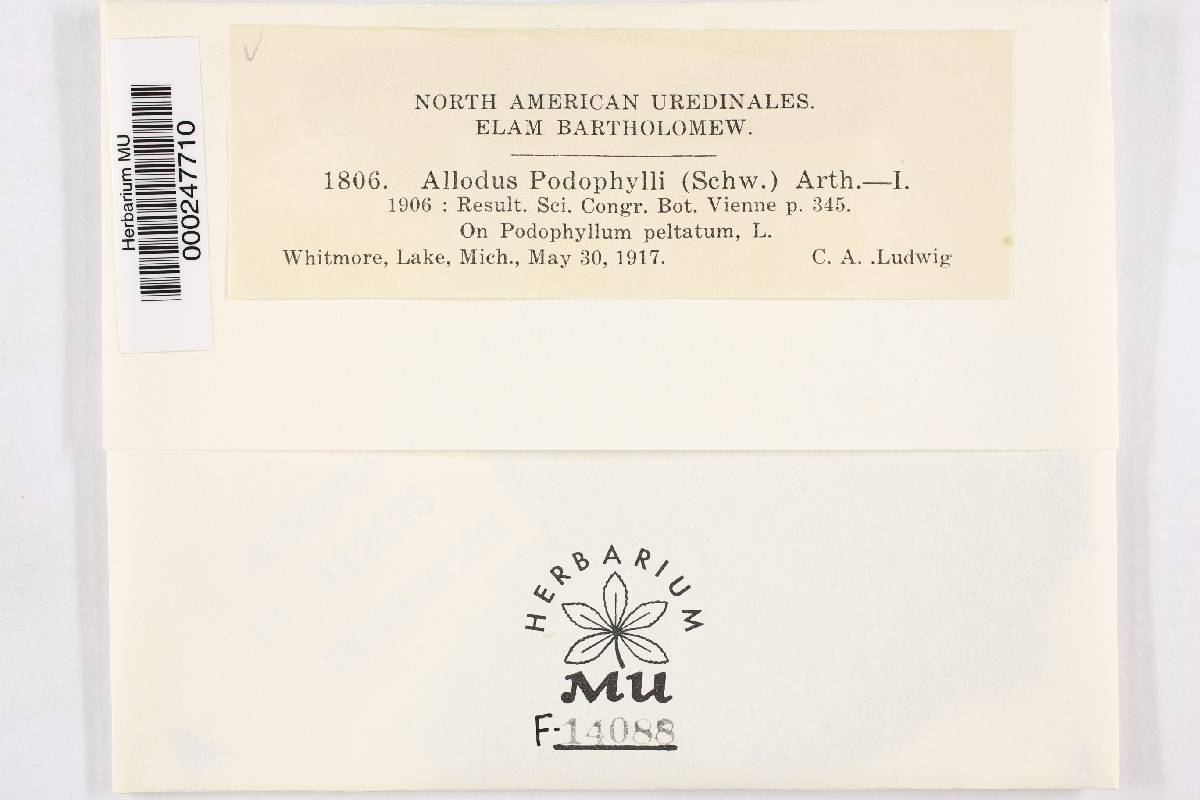 NORTH AMERICAN UREDINALES.
ELAM BARTHOLOMEW.
1806. Allodus Podophylli (Schw.) Arth.—I.
1906 : Result. Sci. Congr. Bot. Vienne p. 345.
On Podophyllum peltatum, L.
Whitmore, Lake, Mich., May 30, 1917. C. A. .Ludwig
Herbarium MU
000247710
HERBARIUM
MU
F-14088